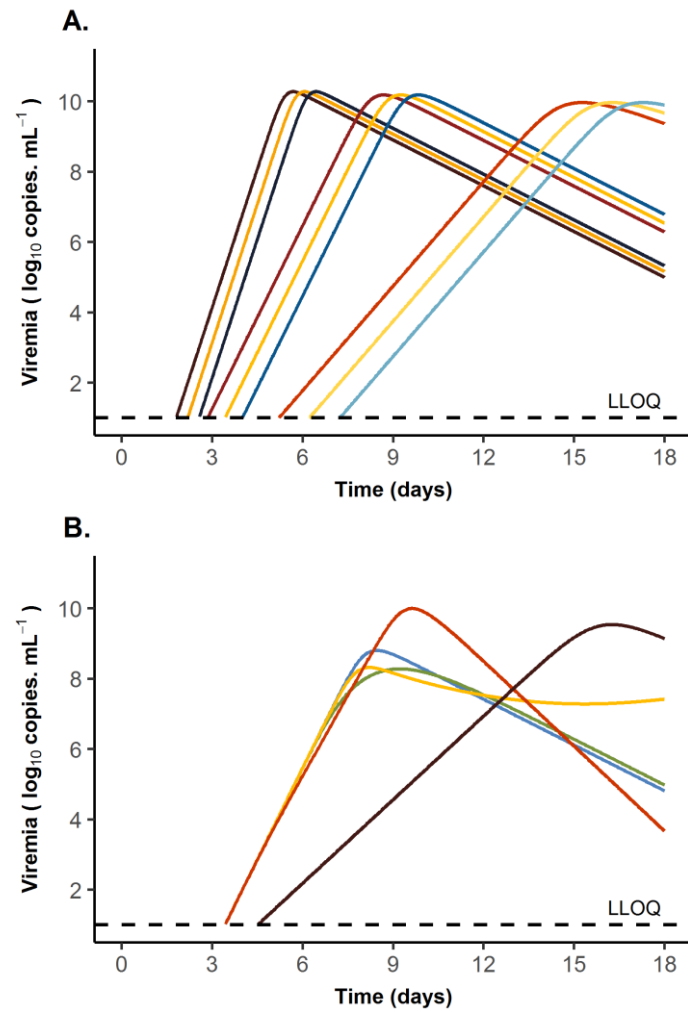 A.
10
8
6
4
2
Viremia ( log₁₀ copies. mL⁻¹ )
LLOQ
0 3 6 9 12 15 18
Time (days)
B.
10
8
6
4
2
Viremia ( log₁₀ copies. mL⁻¹ )
LLOQ
0 3 6 9 12 15 18
Time (days)